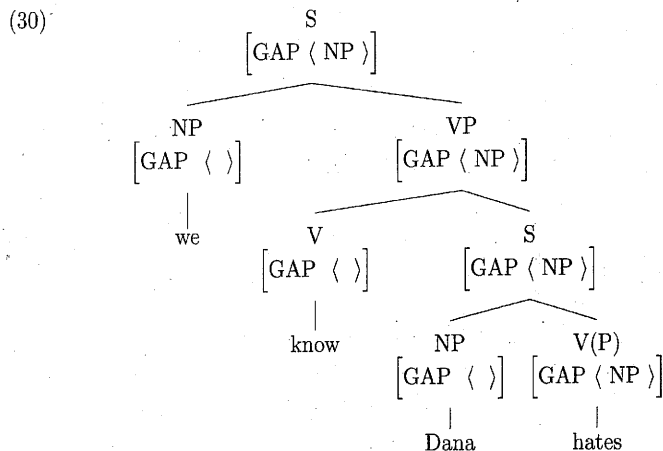 (30)
S
[GAP ⟨ NP ⟩]
NP VP
[GAP ⟨ ⟩] [GAP ⟨ NP ⟩]
we V S
[GAP ⟨ ⟩] [GAP ⟨ NP ⟩]
know NP V(P)
[GAP ⟨ ⟩] [GAP ⟨ NP ⟩]
Dana hates